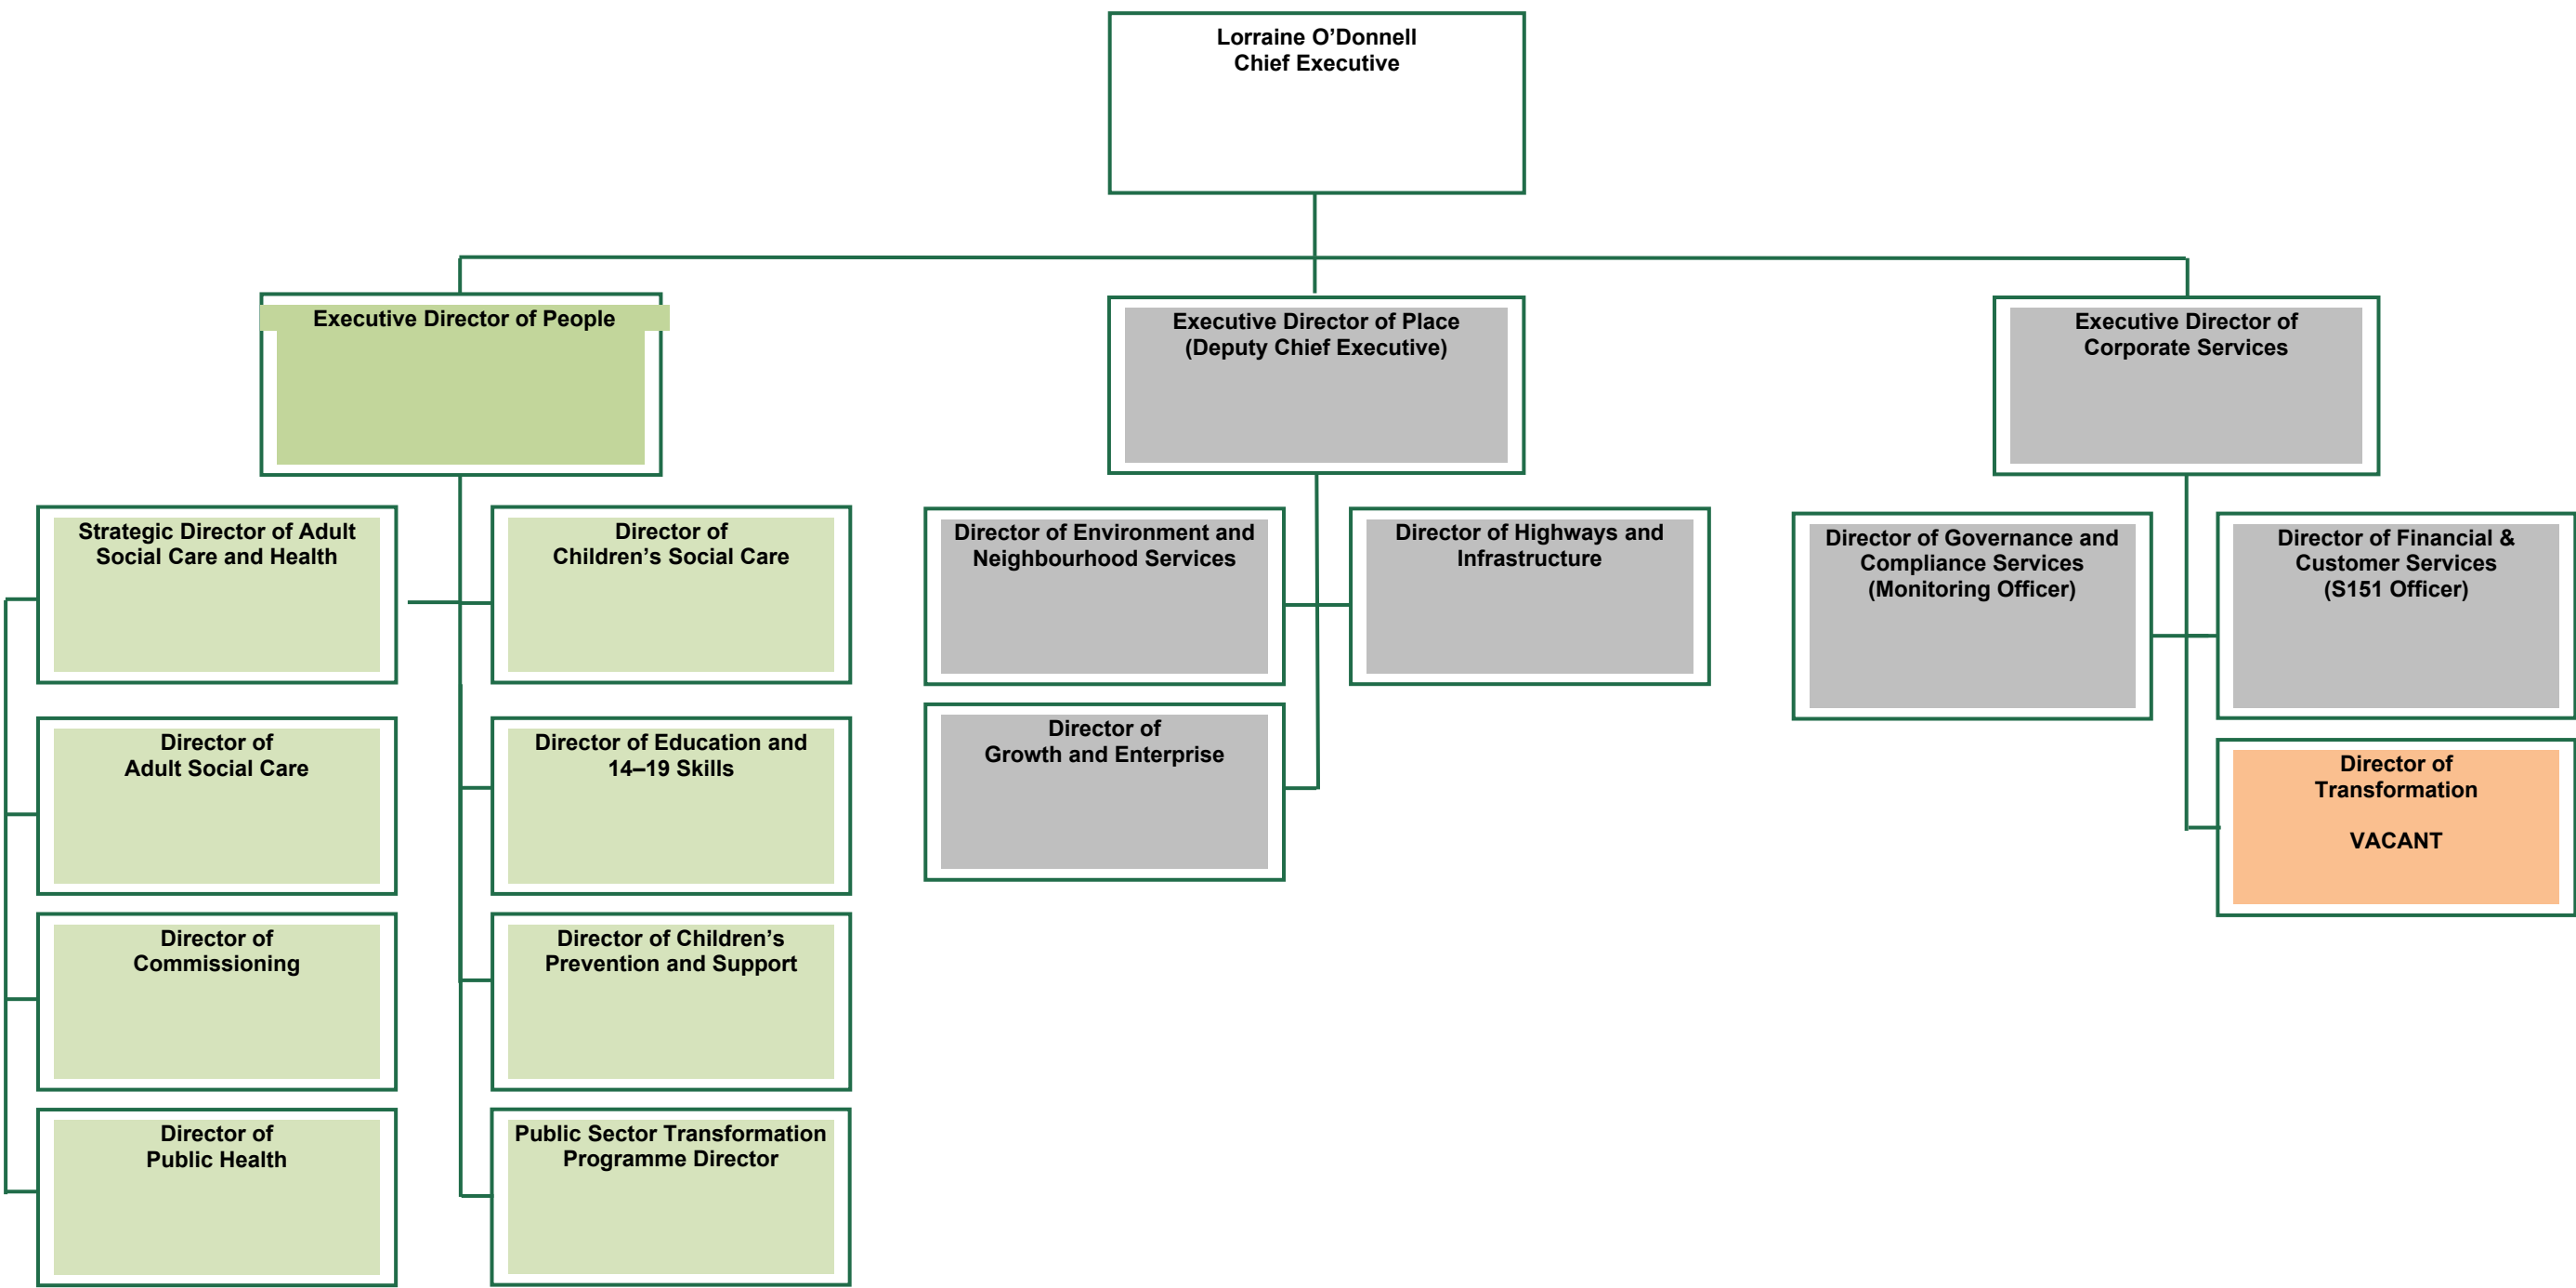 Lorraine O’Donnell
Chief Executive
Executive Director of People
Executive Director of Place
(Deputy Chief Executive)
Executive Director of
Corporate Services
Strategic Director of Adult
Social Care and Health
Director of
Children’s Social Care
Director of Environment and
Neighbourhood Services
Director of Highways and
Infrastructure
Director of Governance and
Compliance Services
(Monitoring Officer)
Director of Financial &
Customer Services
(S151 Officer)
Director of
Adult Social Care
Director of Education and
14–19 Skills
Director of
Growth and Enterprise
Director of
Transformation
VACANT
Director of
Commissioning
Director of Children’s
Prevention and Support
Director of
Public Health
Public Sector Transformation
Programme Director